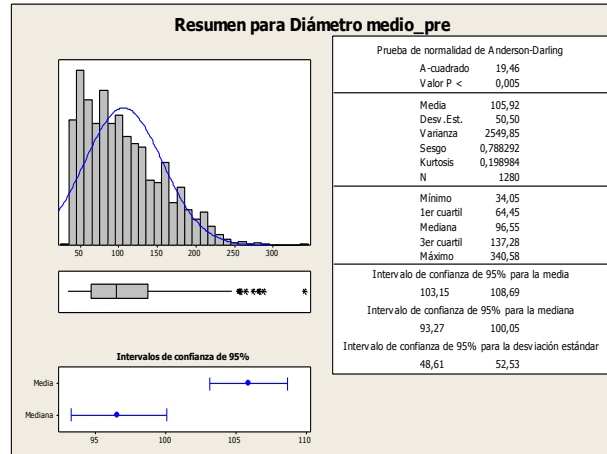 Resumen para Diámetro medio_pre
50 100 150 200 250 300
Intervalos de confianza de 95%
Media
Mediana
95 100 105 110
Prueba de normalidad de Anderson-Darling
A-cuadrado 19,46
Valor P < 0,005
Media 105,92
Desv.Est. 50,50
Varianza 2549,85
Sesgo 0,788292
Kurtosis 0,198984
N 1280
Mínimo 34,05
1er cuartil 64,45
Mediana 96,55
3er cuartil 137,28
Máximo 340,58
Intervalo de confianza de 95% para la media
103,15 108,69
Intervalo de confianza de 95% para la mediana
93,27 100,05
Intervalo de confianza de 95% para la desviación estándar
48,61 52,53